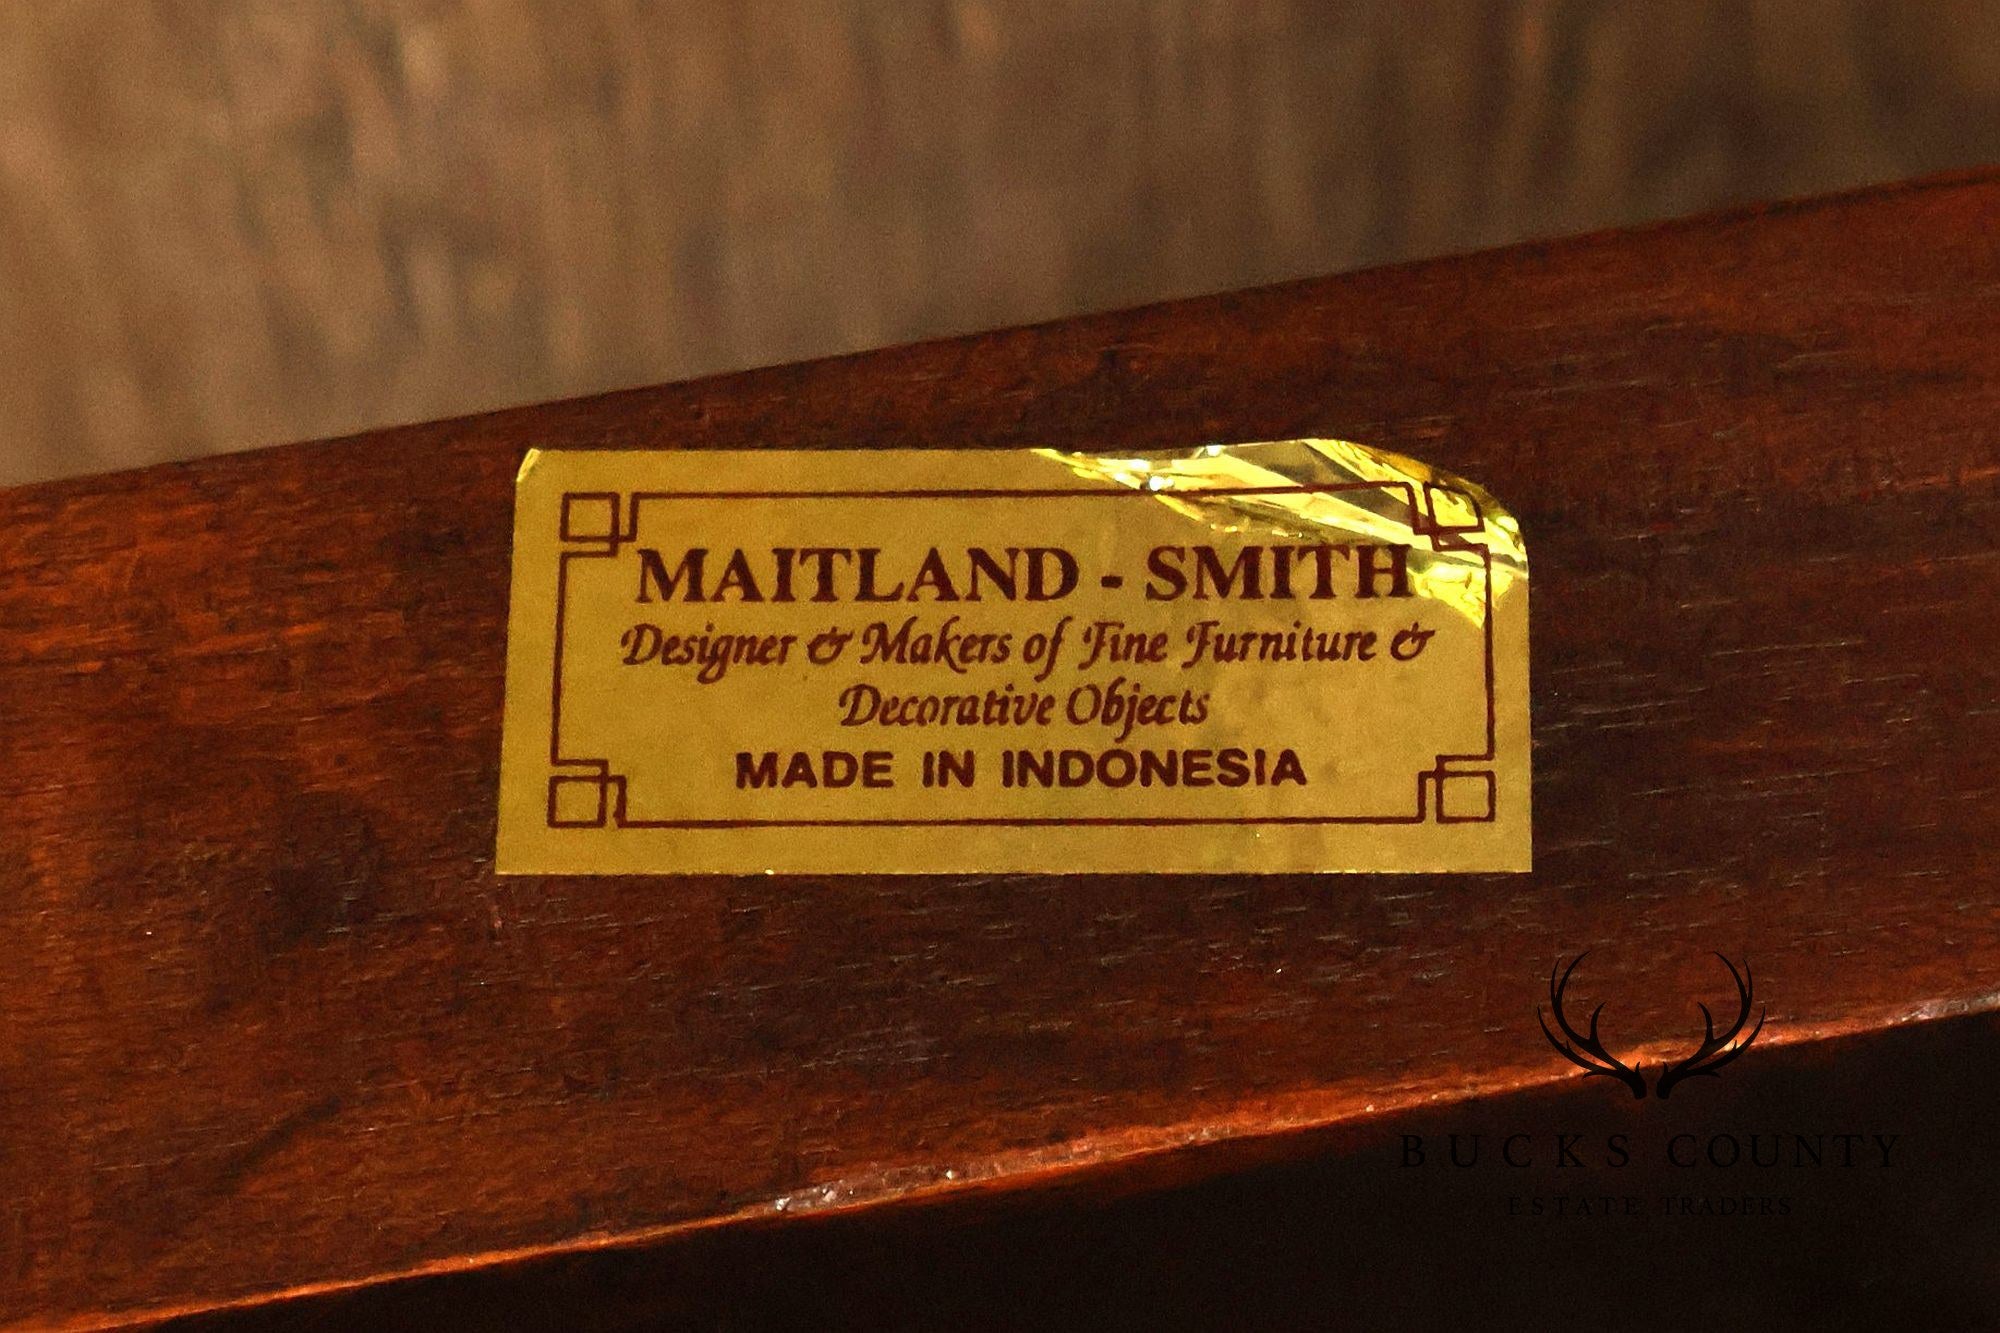 MAITLAND - SMITH
Designer & Makers of Fine Furniture &
Decorative Objects
MADE IN INDONESIA
BUCKS COUNTY
ESTATE TRADERS